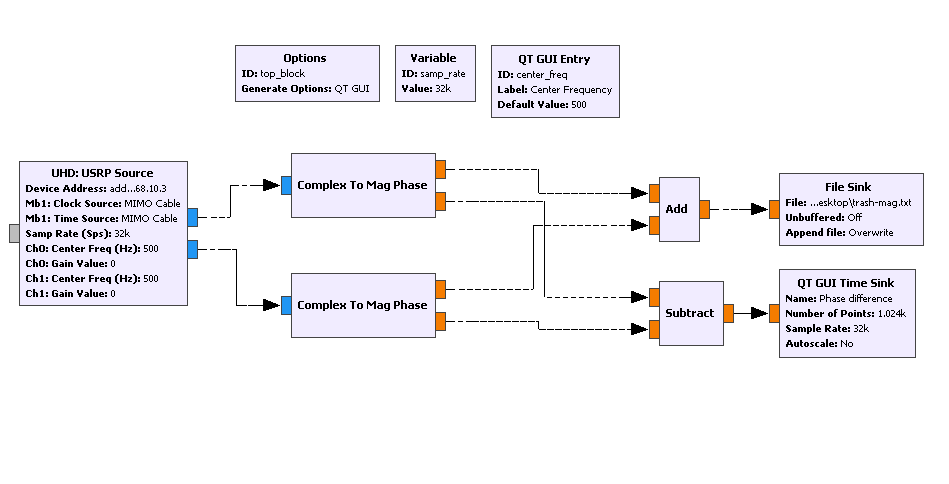 Options
ID: top_block
Generate Options: QT GUI
Variable
ID: samp_rate
Value: 32k
QT GUI Entry
ID: center_freq
Label: Center Frequency
Default Value: 500
UHD: USRP Source
Device Address: add...68.10.3
Mb1: Clock Source: MIMO Cable
Mb1: Time Source: MIMO Cable
Samp Rate (Sps): 32k
Ch0: Center Freq (Hz): 500
Ch0: Gain Value: 0
Ch1: Center Freq (Hz): 500
Ch1: Gain Value: 0
Complex To Mag Phase
Complex To Mag Phase
Add
Subtract
File Sink
File: ...esktop\trash-mag.txt
Unbuffered: Off
Append file: Overwrite
QT GUI Time Sink
Name: Phase difference
Number of Points: 1.024k
Sample Rate: 32k
Autoscale: No